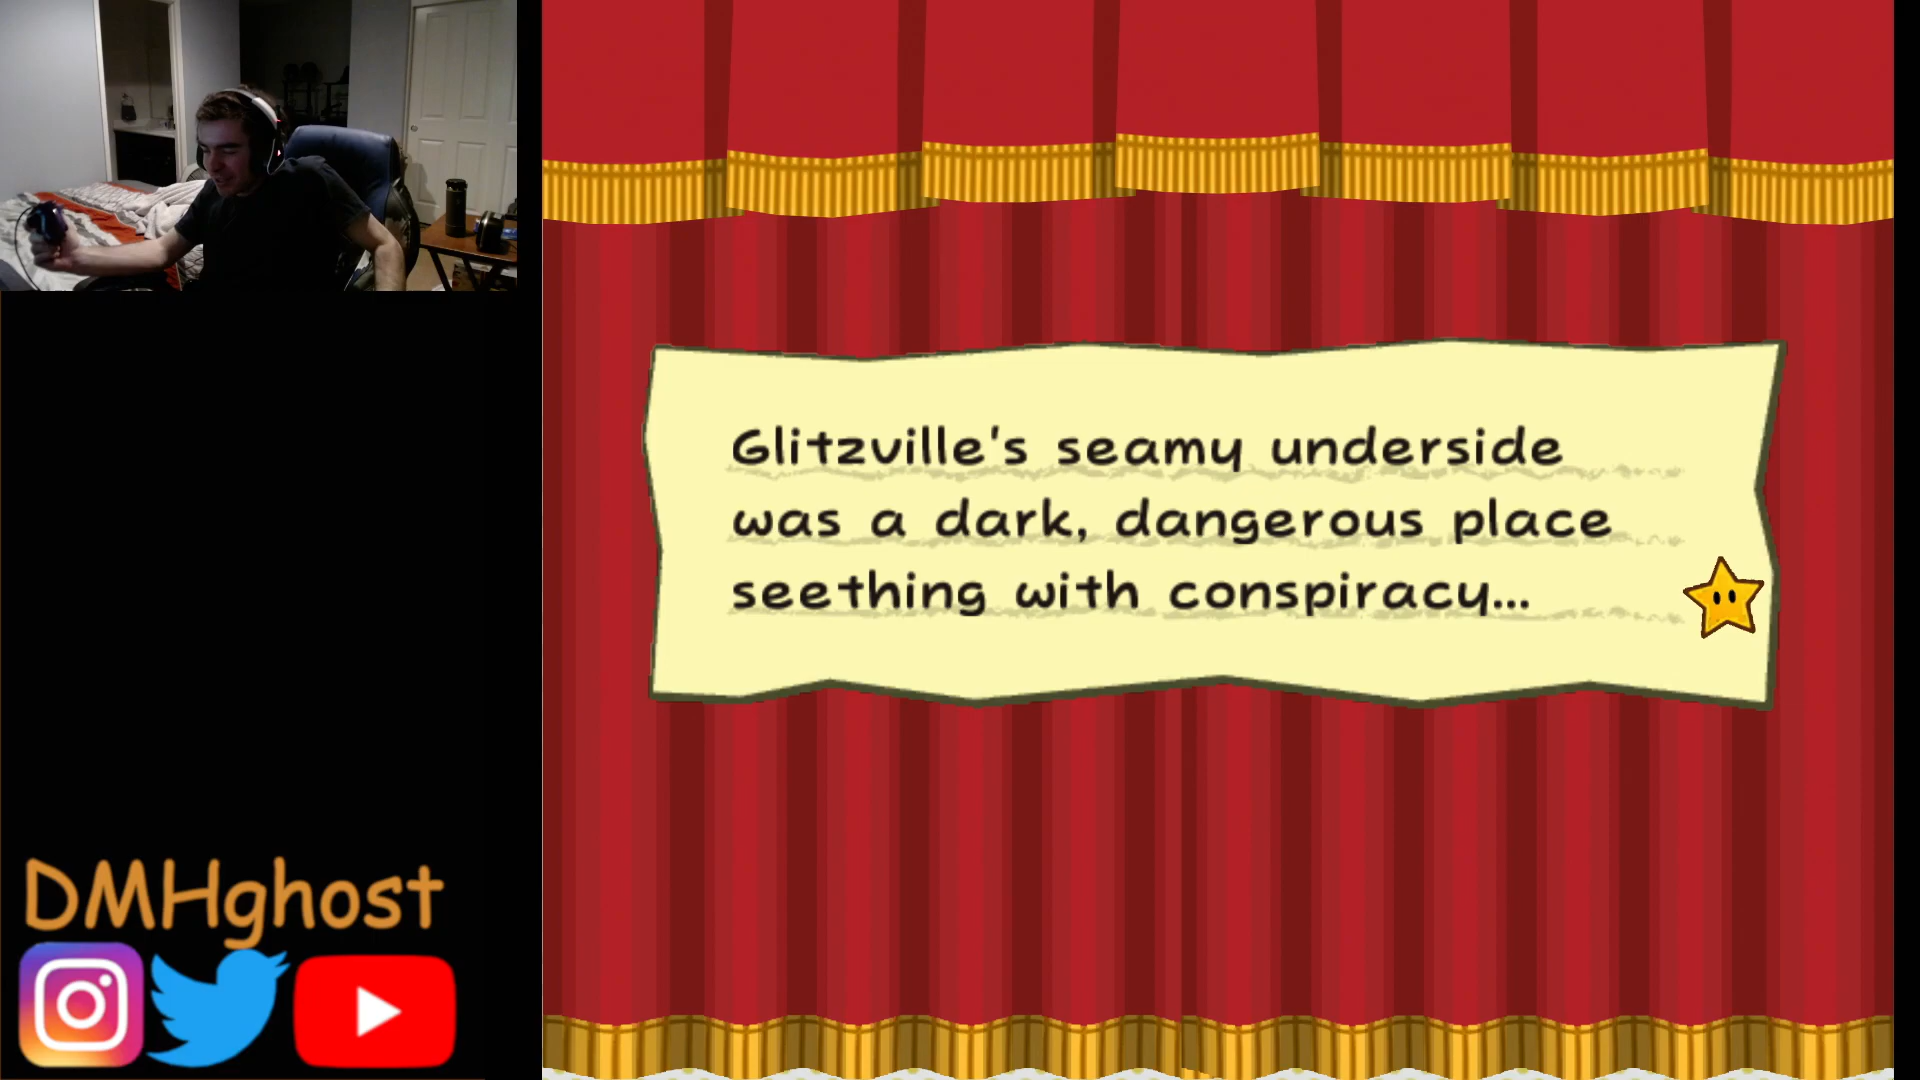 Glitzville's seamy underside
was a dark, dangerous place
seething with conspiracy...
DMHghost